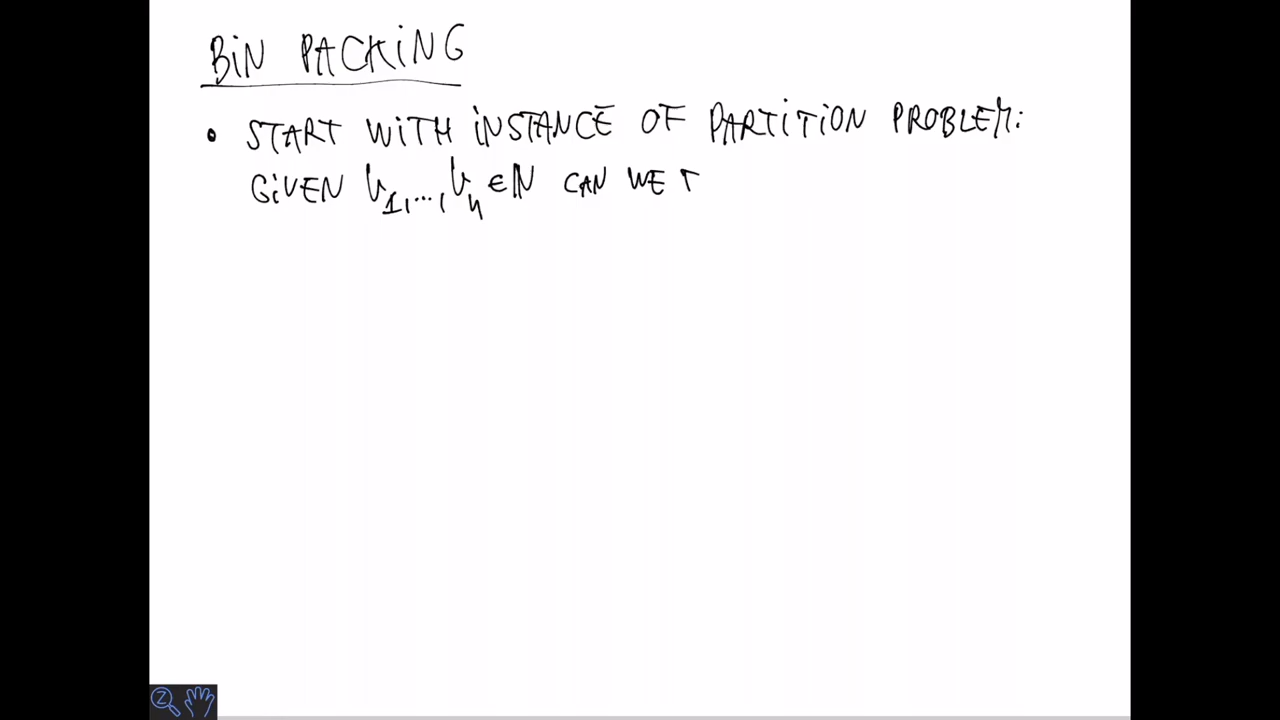 BiN PACKiNG
• START WiTH iNSTANCE OF PARTiTiON PROBLEM:
GiVEN b₁,...,bₙ ∈ ℕ CAN WE
Z